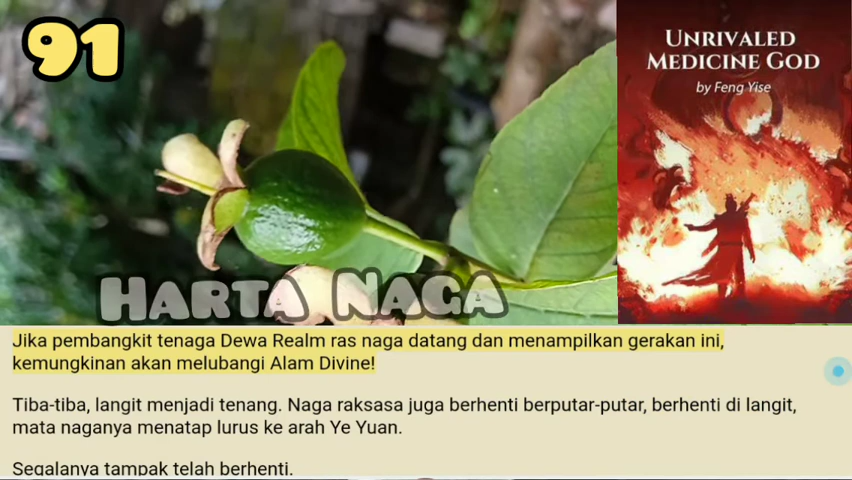 91
UNRIVALED
MEDICINE GOD
by Feng Yise
HARTA NAGA
Jika pembangkit tenaga Dewa Realm ras naga datang dan menampilkan gerakan ini,
kemungkinan akan melubangi Alam Divine!
Tiba-tiba, langit menjadi tenang. Naga raksasa juga berhenti berputar-putar, berhenti di langit,
mata naganya menatap lurus ke arah Ye Yuan.
Segalanya tampak telah berhenti.